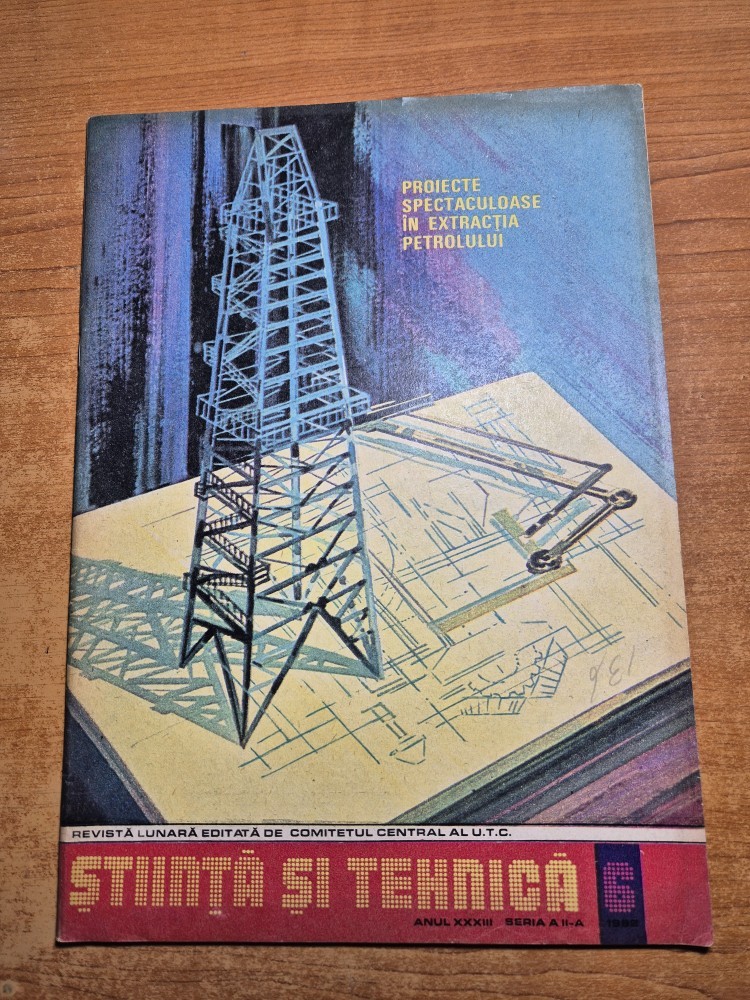 PROIECTE
SPECTACULOASE
ÎN EXTRACȚIA
PETROLULUI
REVISTĂ LUNARĂ EDITATĂ DE COMITETUL CENTRAL AL U.T.C.
ȘTIINȚĂ ȘI TEHNICĂ 6
ANUL XXXIII SERIA A II-A 1982